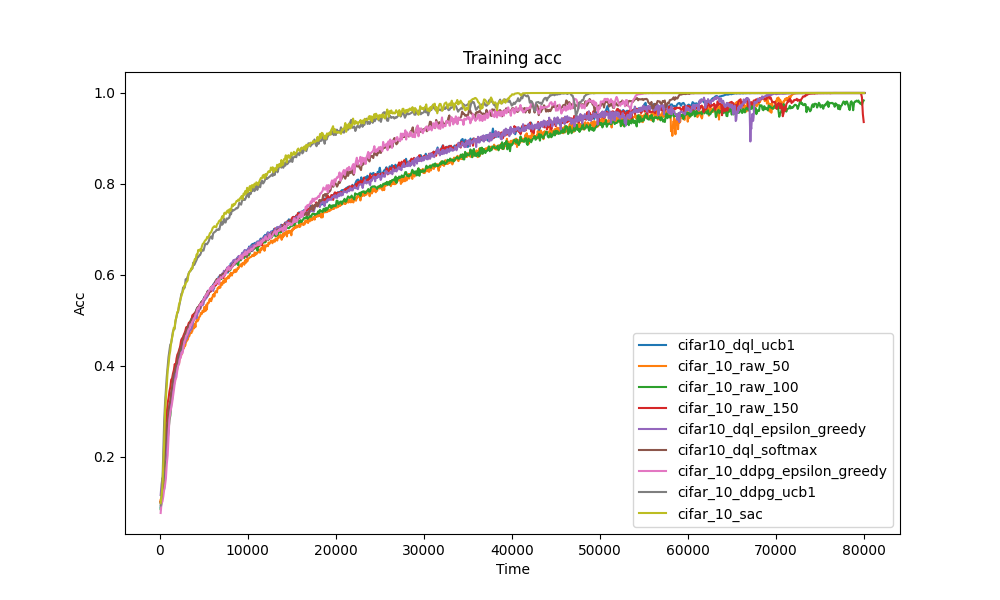 Training acc
Acc
1.0
0.8
0.6
0.4
0.2
cifar10_dql_ucb1
cifar_10_raw_50
cifar_10_raw_100
cifar_10_raw_150
cifar10_dql_epsilon_greedy
cifar10_dql_softmax
cifar_10_ddpg_epsilon_greedy
cifar_10_ddpg_ucb1
cifar_10_sac
0 10000 20000 30000 40000 50000 60000 70000 80000
Time